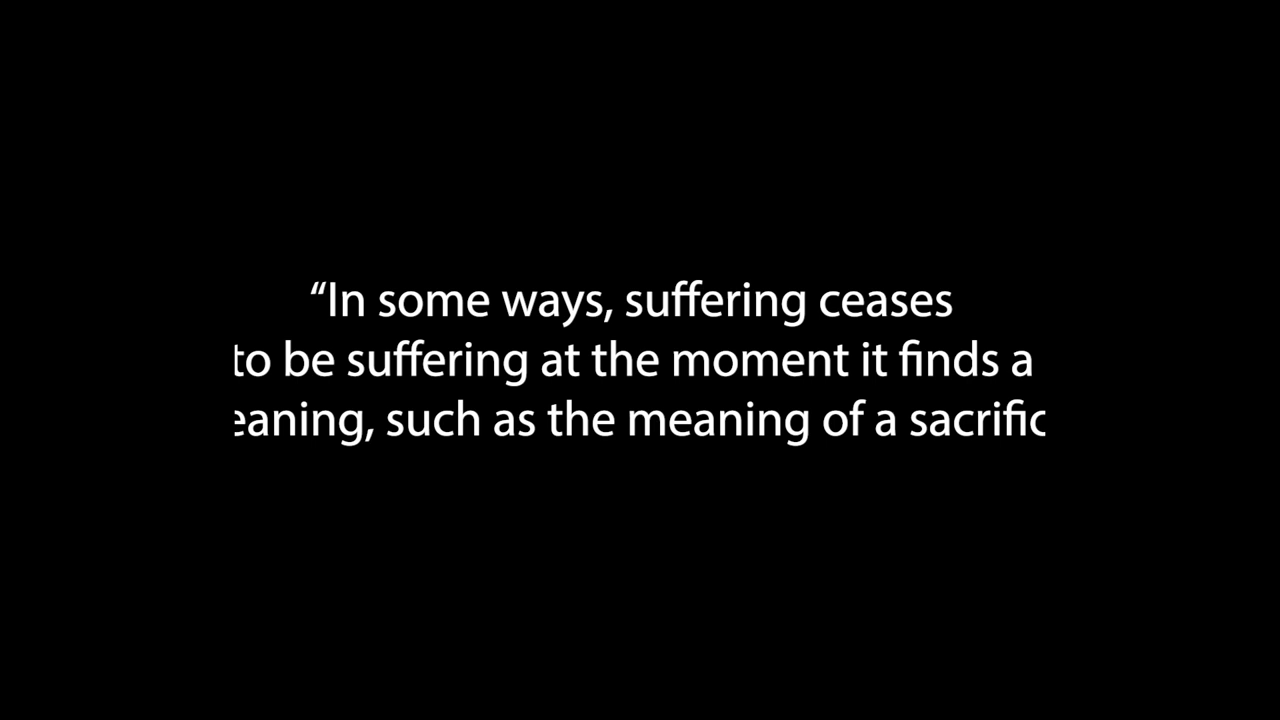 “In some ways, suffering ceases
to be suffering at the moment it finds a
eaning, such as the meaning of a sacrific